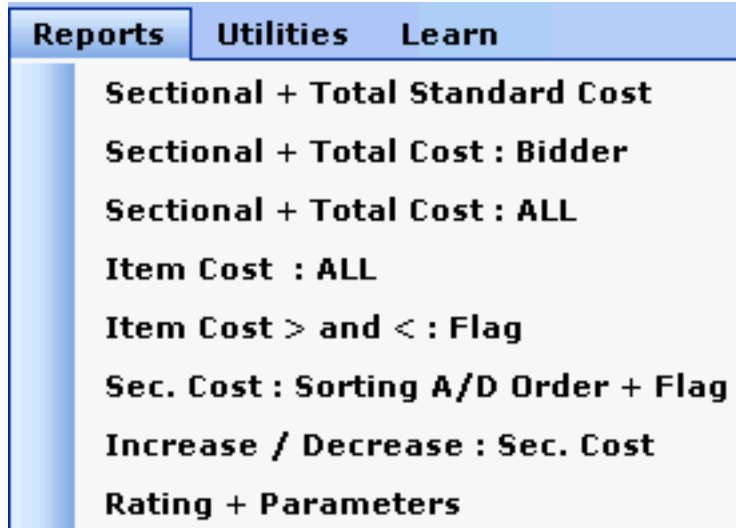 Reports Utilities Learn
Sectional + Total Standard Cost
Sectional + Total Cost : Bidder
Sectional + Total Cost : ALL
Item Cost : ALL
Item Cost > and < : Flag
Sec. Cost : Sorting A/D Order + Flag
Increase / Decrease : Sec. Cost
Rating + Parameters